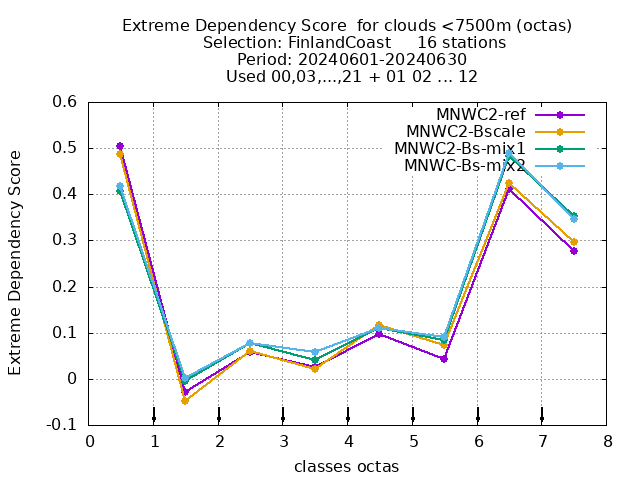 Extreme Dependency Score  for clouds <7500m (octas)
Selection: FinlandCoast     16 stations
Period: 20240601-20240630
Used 00,03,...,21 + 01 02 ... 12
MNWC2-ref
MNWC2-Bscale
MNWC2-Bs-mix1
MNWC-Bs-mix2
Extreme Dependency Score
0.6
0.5
0.4
0.3
0.2
0.1
0
-0.1
0 1 2 3 4 5 6 7 8
classes octas